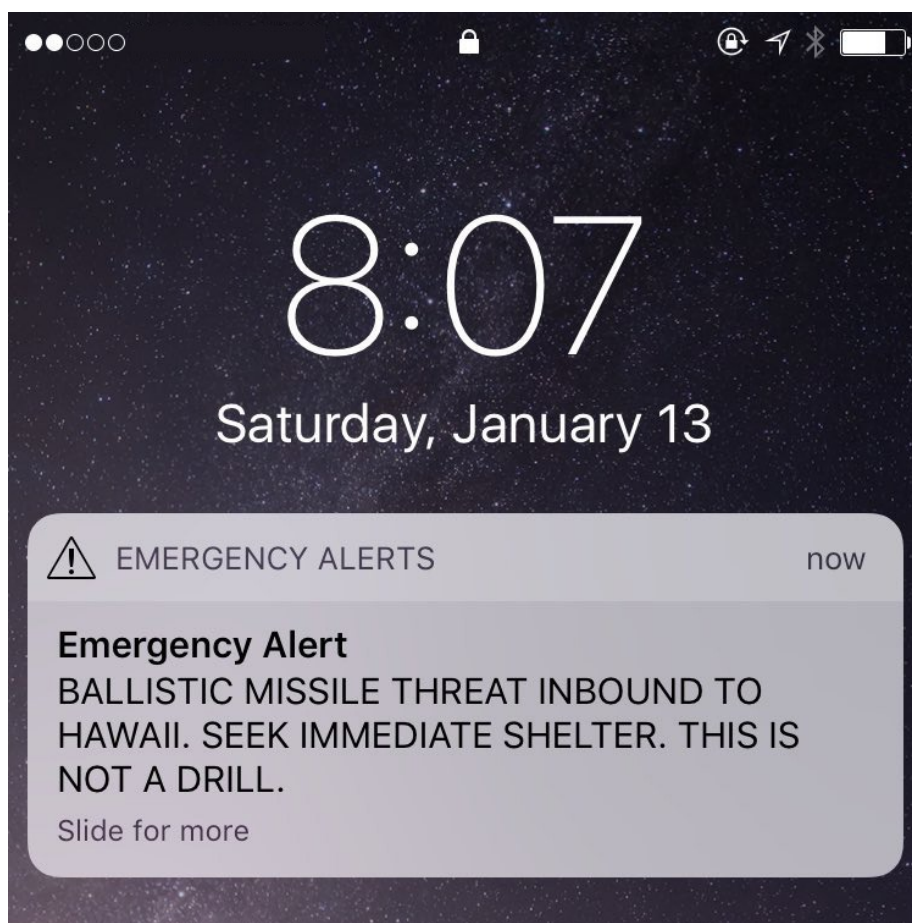 8:07
Saturday, January 13
EMERGENCY ALERTS now
Emergency Alert
BALLISTIC MISSILE THREAT INBOUND TO
HAWAII. SEEK IMMEDIATE SHELTER. THIS IS
NOT A DRILL.
Slide for more